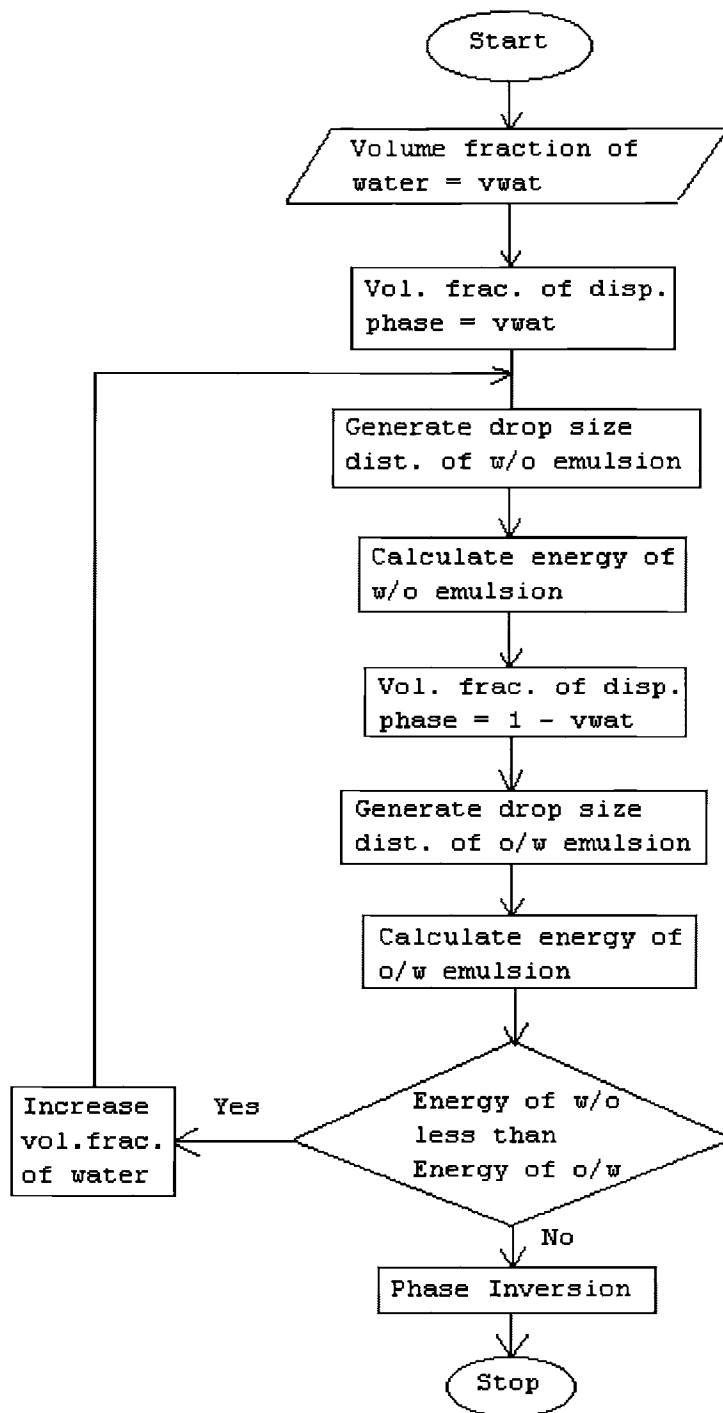 Start
Volume fraction of
water = vwat
Vol. frac. of disp.
phase = vwat
Generate drop size
dist. of w/o emulsion
Calculate energy of
w/o emulsion
Vol. frac. of disp.
phase = 1 - vwat
Generate drop size
dist. of o/w emulsion
Calculate energy of
o/w emulsion
Energy of w/o
less than
Energy of o/w
Yes
Increase
vol.frac.
of water
No
Phase Inversion
Stop